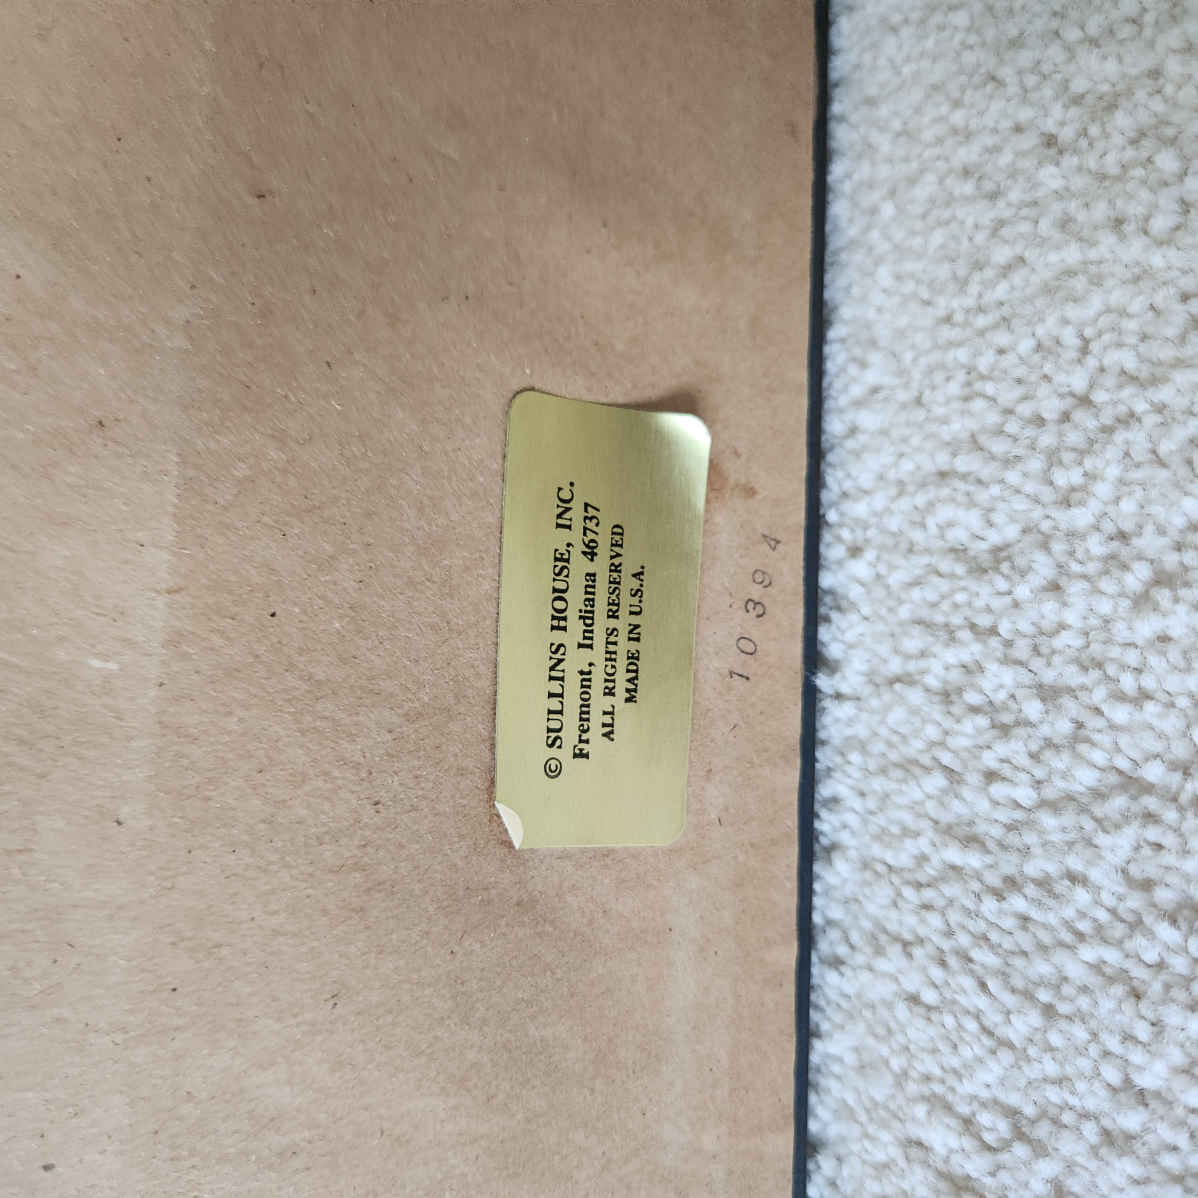 © SULLINS HOUSE, INC.
Fremont, Indiana 46737
ALL RIGHTS RESERVED
MADE IN U.S.A.
10394